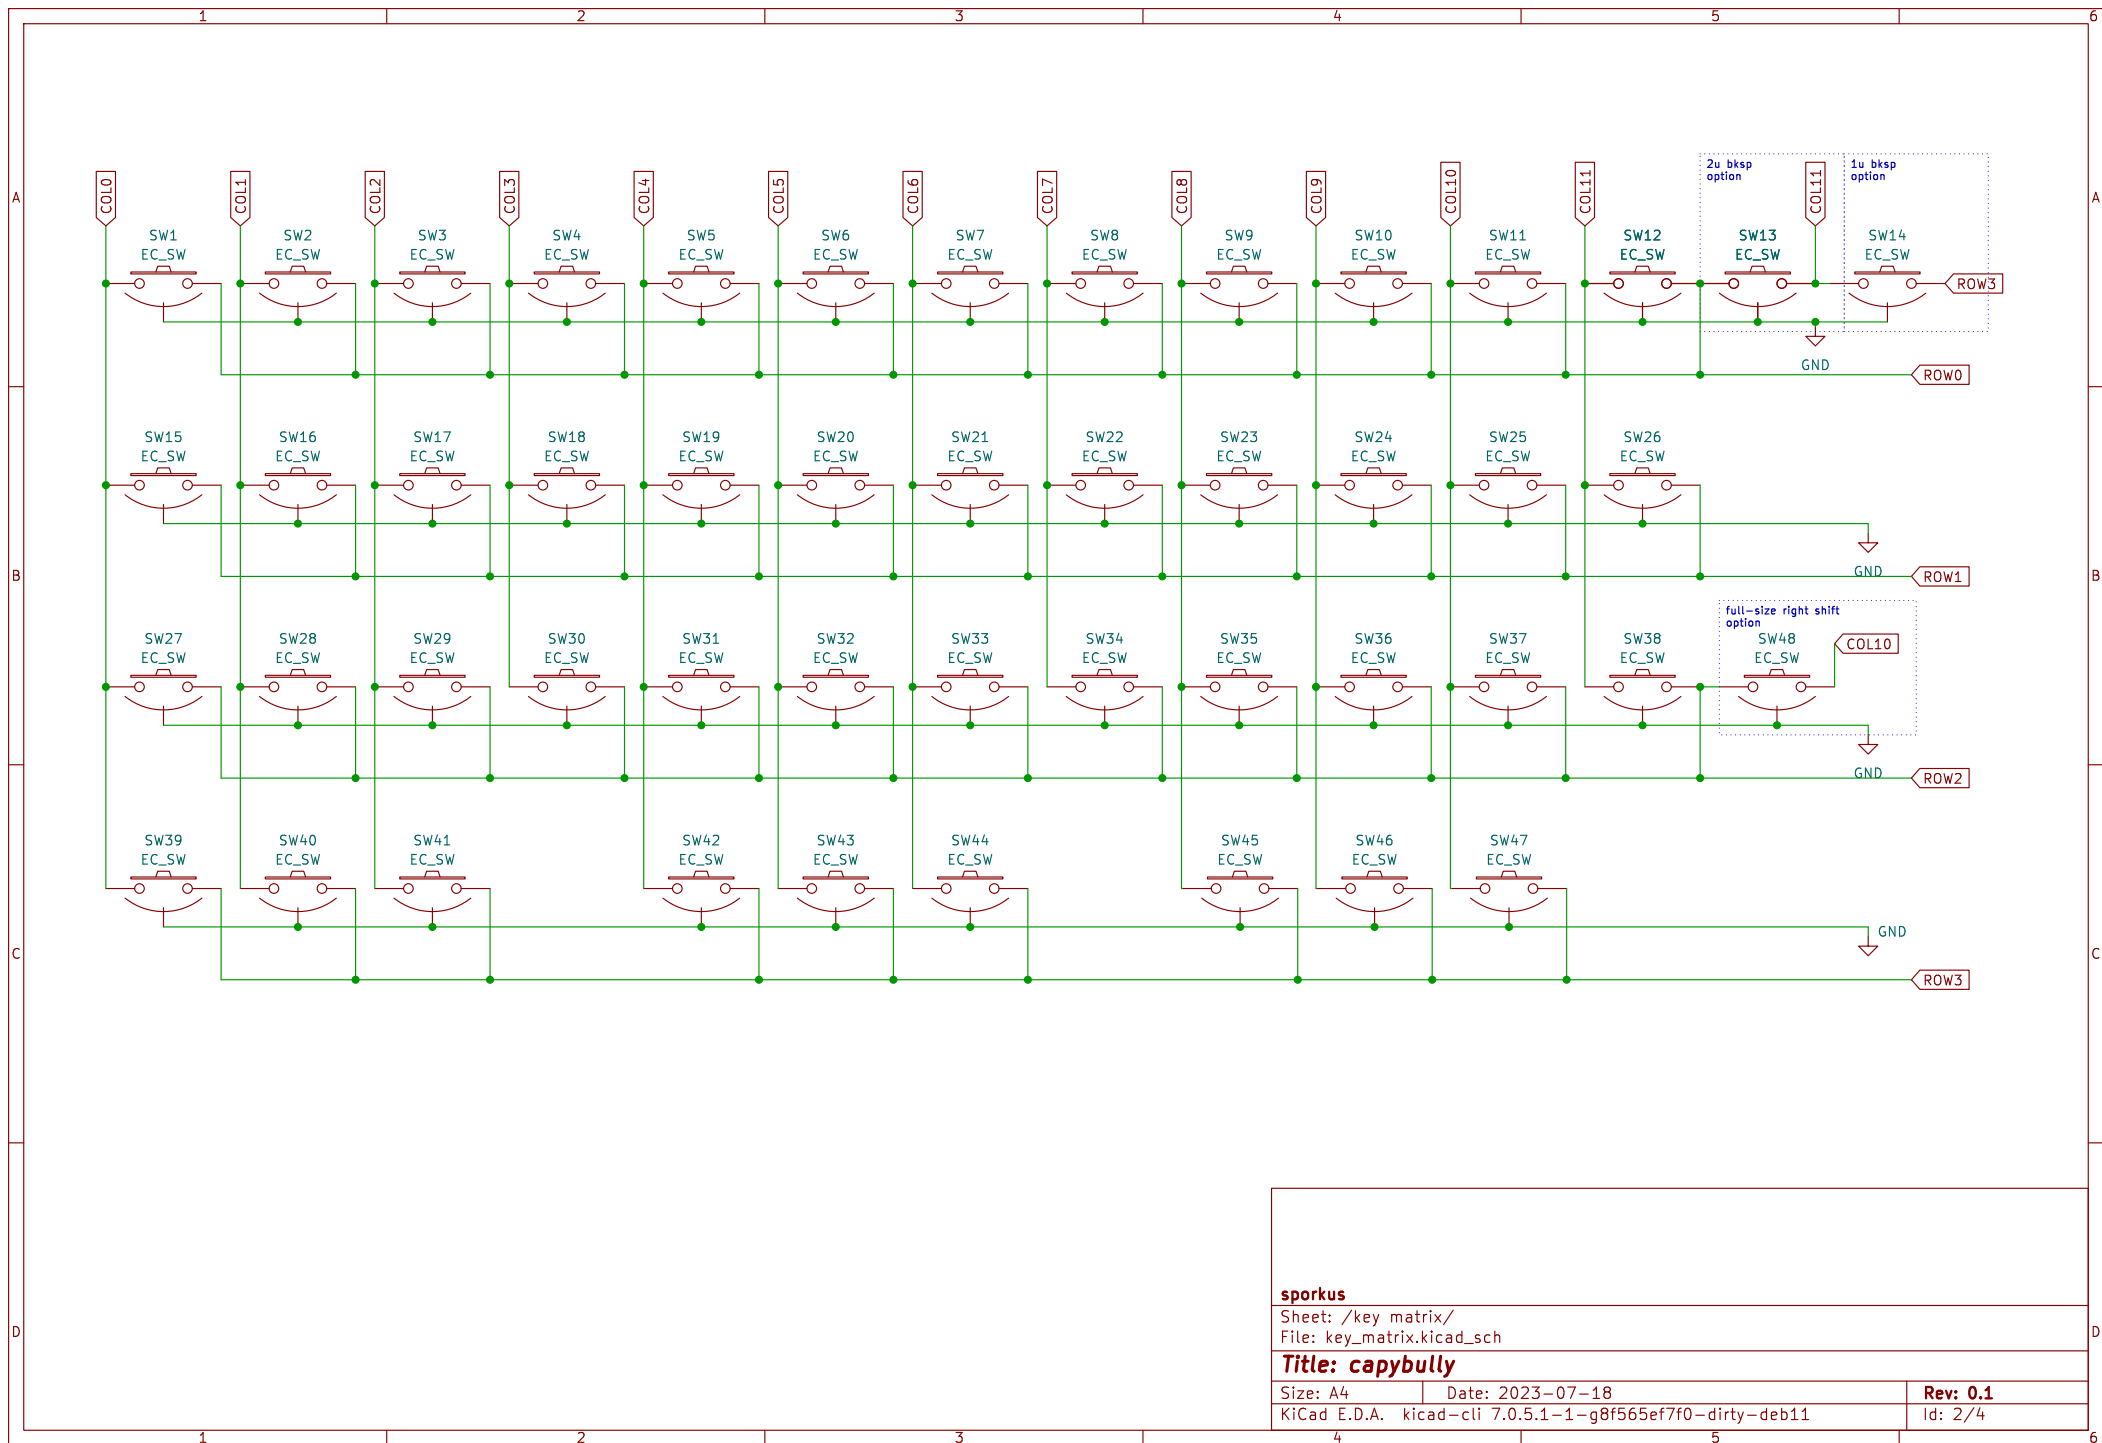 1 2 3 4 5 6
2u bksp
option
1u bksp
option
A COL0 COL1 COL2 COL3 COL4 COL5 COL6 COL7 COL8 COL9 COL10 COL11 COL11 A
SW1 SW2 SW3 SW4 SW5 SW6 SW7 SW8 SW9 SW10 SW11 SW12 SW13 SW14
EC_SW EC_SW EC_SW EC_SW EC_SW EC_SW EC_SW EC_SW EC_SW EC_SW EC_SW EC_SW EC_SW EC_SW
ROW3
GND
ROW0
SW15 SW16 SW17 SW18 SW19 SW20 SW21 SW22 SW23 SW24 SW25 SW26
EC_SW EC_SW EC_SW EC_SW EC_SW EC_SW EC_SW EC_SW EC_SW EC_SW EC_SW EC_SW
B GND ROW1 B
full-size right shift
option
SW27 SW28 SW29 SW30 SW31 SW32 SW33 SW34 SW35 SW36 SW37 SW38 SW48
COL10
EC_SW EC_SW EC_SW EC_SW EC_SW EC_SW EC_SW EC_SW EC_SW EC_SW EC_SW EC_SW EC_SW
GND ROW2
SW39 SW40 SW41 SW42 SW43 SW44 SW45 SW46 SW47
EC_SW EC_SW EC_SW EC_SW EC_SW EC_SW EC_SW EC_SW EC_SW
GND
C C
ROW3
sporkus
Sheet: /key matrix/
File: key_matrix.kicad_sch
D D
Title: capybully
Size: A4 Date: 2023-07-18 Rev: 0.1
KiCad E.D.A. kicad-cli 7.0.5.1-1-g8f565ef7f0-dirty-deb11 Id: 2/4
1 2 3 4 5 6